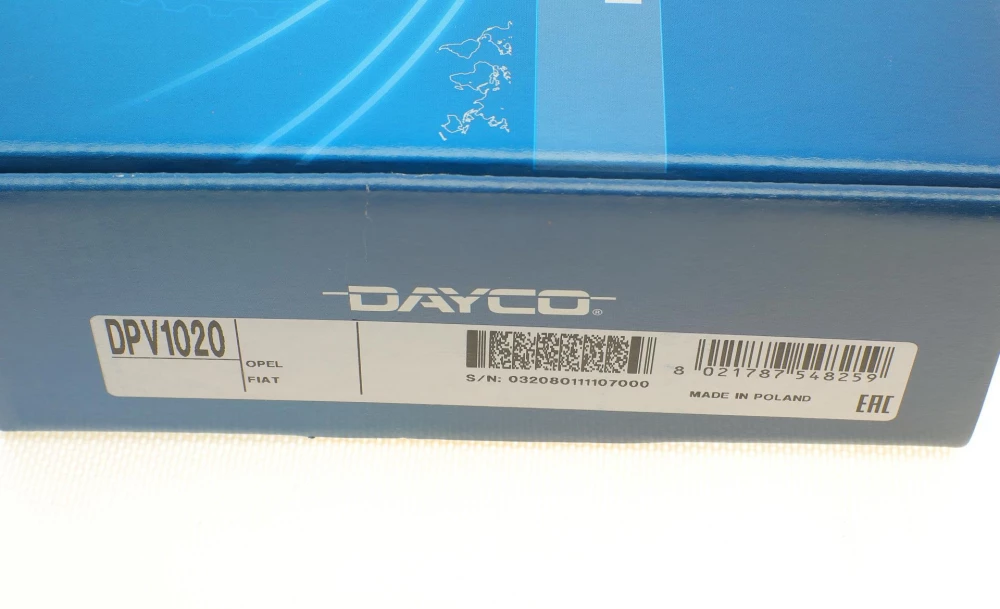 DAYCO®
DPV1020
OPEL
FIAT
S/N: 032080111107000
8 021787 548259
MADE IN POLAND
EAC